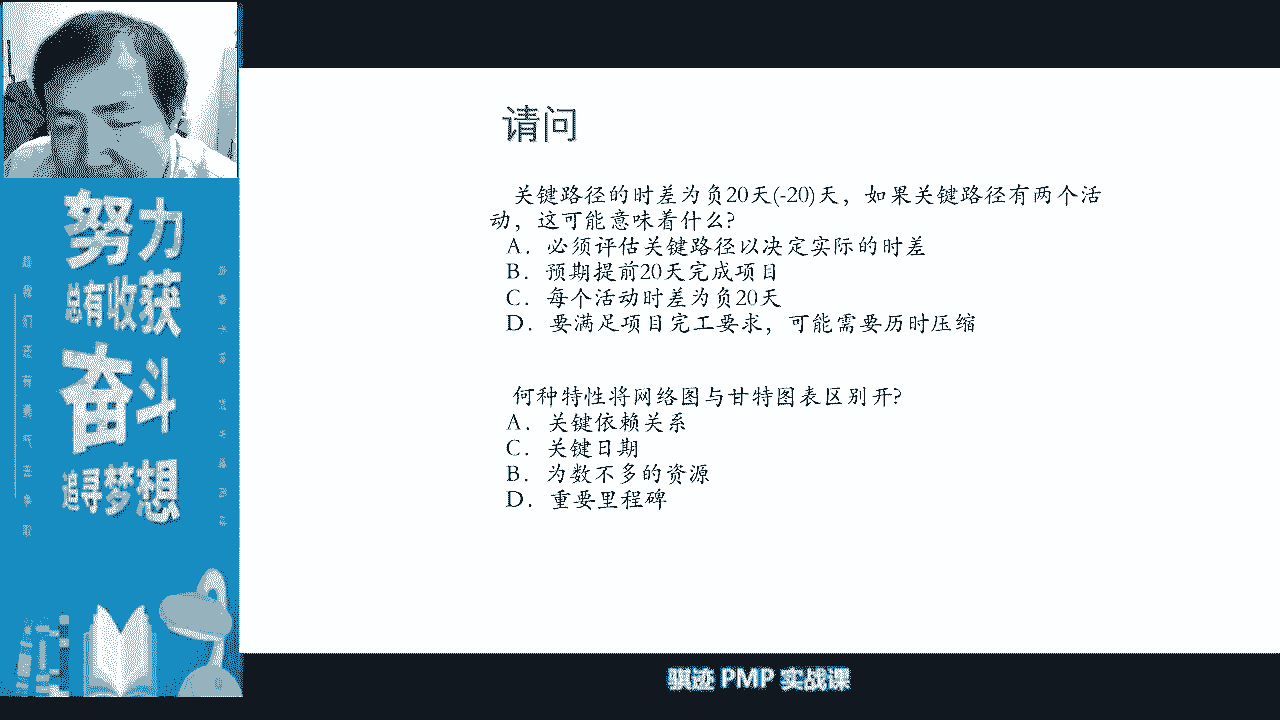 请问
关键路径的时差为负20天(-20)天，如果关键路径有两个活
动，这可能意味着什么?
A．必须评估关键路径以决定实际的时差
B．预期提前20天完成项目
C．每个活动时差为负20天
D．要满足项目完工要求，可能需要历时压缩
何种特性将网络图与甘特图表区别开?
A．关键依赖关系
C．关键日期
B．为数不多的资源
D．重要里程碑
努力
总有收获
奋斗
追寻梦想
骐迹 PMP 实战课